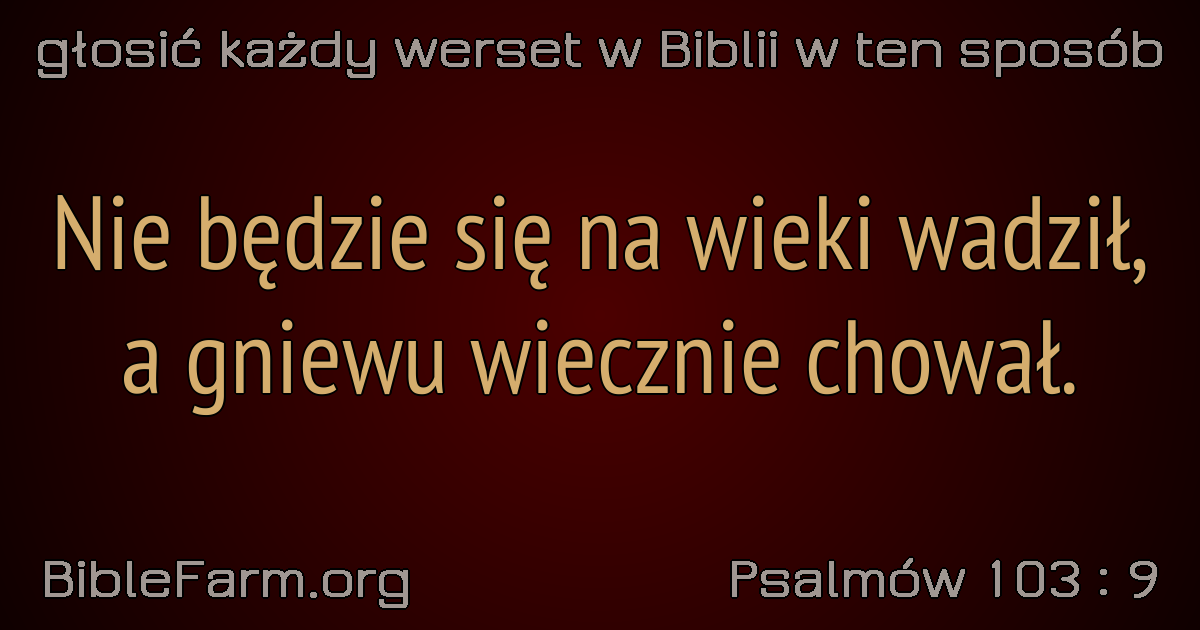 głosić każdy werset w Biblii w ten sposób
Nie będzie się na wieki wadził,
a gniewu wiecznie chował.
BibleFarm.org
Psalmów 103 : 9